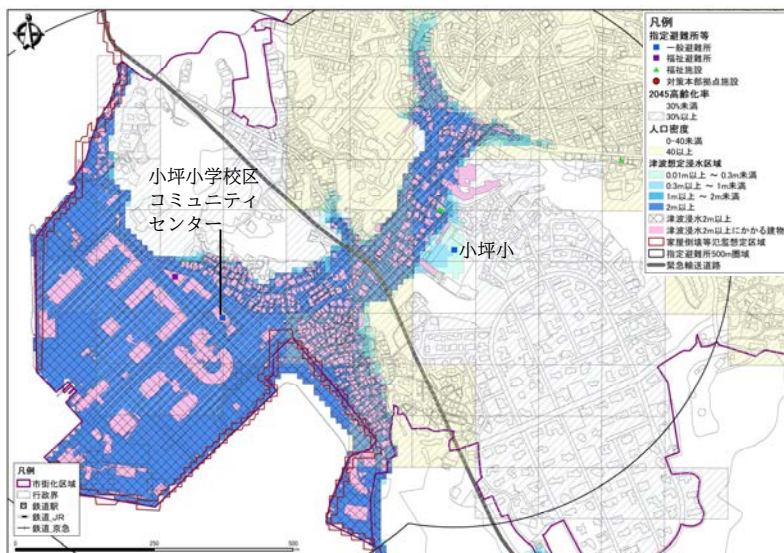 凡例
指定避難所等
一般避難所
福祉避難所
福祉施設
対策本部拠点施設
2045高齢化率
30%未満
30%以上
人口密度
0-40未満
40以上
津波想定浸水区域
0.01m以上 ～ 0.3m未満
0.3m以上 ～ 1m未満
1m以上 ～ 2m未満
2m以上
津波浸水2m以上
津波浸水2m以上にかかる建物
家屋倒壊等氾濫想定区域
指定避難所500m圏域
緊急輸送道路
小坪小学校区
コミュニティ
センター
小坪小
凡例
市街化区域
行政界
鉄道駅
鉄道_JR
鉄道_京急
0
250
500